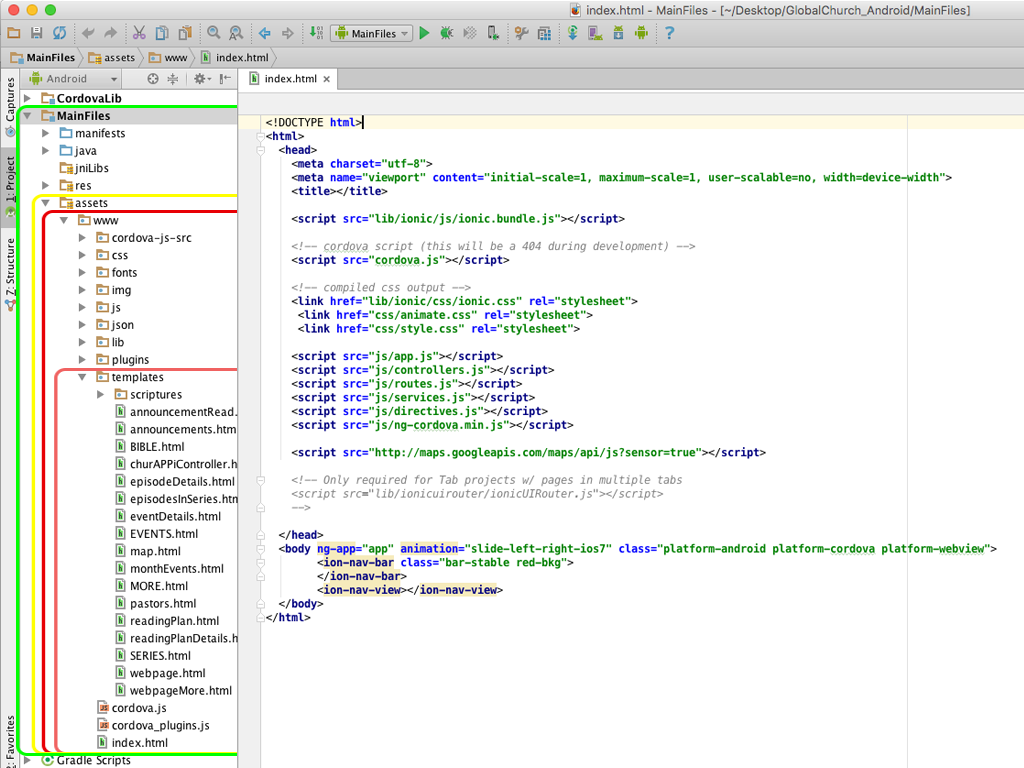 index.html - MainFiles - [~/Desktop/GlobalChurch_Android/MainFiles]
MainFiles
MainFiles assets www index.html
Android
index.html
Captures
1: Project
Z: Structure
2: Favorites
CordovaLib
MainFiles
manifests
java
jniLibs
res
assets
www
cordova-js-src
css
fonts
img
js
json
lib
plugins
templates
scriptures
announcementRead.
announcements.htm
BIBLE.html
churAPPiController.h
episodeDetails.html
episodesInSeries.htm
eventDetails.html
EVENTS.html
map.html
monthEvents.html
MORE.html
pastors.html
readingPlan.html
readingPlanDetails.h
SERIES.html
webpage.html
webpageMore.html
cordova.js
cordova_plugins.js
index.html
Gradle Scripts
<!DOCTYPE html>
<html>
<head>
<meta charset="utf-8">
<meta name="viewport" content="initial-scale=1, maximum-scale=1, user-scalable=no, width=device-width">
<title></title>
<script src="lib/ionic/js/ionic.bundle.js"></script>
<!-- cordova script (this will be a 404 during development) -->
<script src="cordova.js"></script>
<!-- compiled css output -->
<link href="lib/ionic/css/ionic.css" rel="stylesheet">
<link href="css/animate.css" rel="stylesheet">
<link href="css/style.css" rel="stylesheet">
<script src="js/app.js"></script>
<script src="js/controllers.js"></script>
<script src="js/routes.js"></script>
<script src="js/services.js"></script>
<script src="js/directives.js"></script>
<script src="js/ng-cordova.min.js"></script>
<script src="http://maps.googleapis.com/maps/api/js?sensor=true"></script>
<!-- Only required for Tab projects w/ pages in multiple tabs
<script src="lib/ionicuirouter/ionicUIRouter.js"></script>
-->
</head>
<body ng-app="app" animation="slide-left-right-ios7" class="platform-android platform-cordova platform-webview">
<ion-nav-bar class="bar-stable red-bkg">
</ion-nav-bar>
<ion-nav-view></ion-nav-view>
</body>
</html>